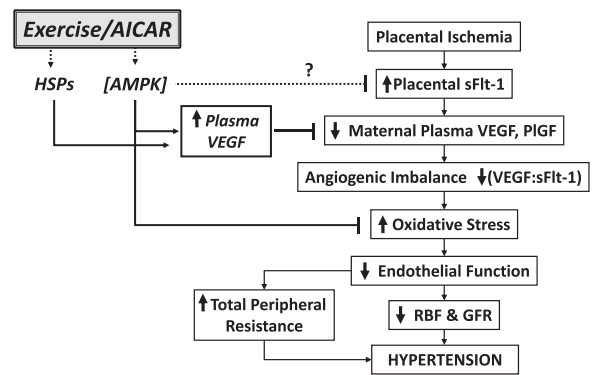 Exercise/AICAR
HSPs [AMPK]
?
↑ Plasma
VEGF
Placental Ischemia
↑Placental sFlt-1
↓ Maternal Plasma VEGF, PlGF
Angiogenic Imbalance ↓(VEGF:sFlt-1)
↑ Oxidative Stress
↓ Endothelial Function
↑Total Peripheral
Resistance
↓ RBF & GFR
HYPERTENSION